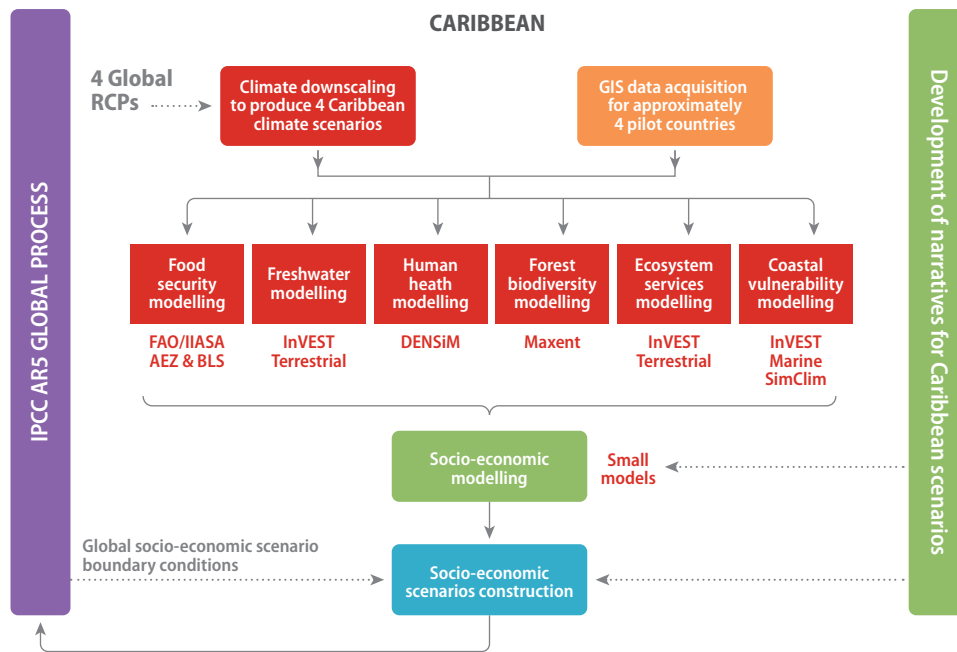 CARIBBEAN
IPCC AR5 GLOBAL PROCESS
4 Global
RCPs
Climate downscaling
to produce 4 Caribbean
climate scenarios
GIS data acquisition
for approximately
4 pilot countries
Food
security
modelling
Freshwater
modelling
Human
heath
modelling
Forest
biodiversity
modelling
Ecosystem
services
modelling
Coastal
vulnerability
modelling
FAO/IIASA
AEZ & BLS
InVEST
Terrestrial
DENSiM
Maxent
InVEST
Terrestrial
InVEST
Marine
SimClim
Socio-economic
modelling
Small
models
Global socio-economic scenario
boundary conditions
Socio-economic
scenarios construction
Development of narratives for Caribbean scenarios